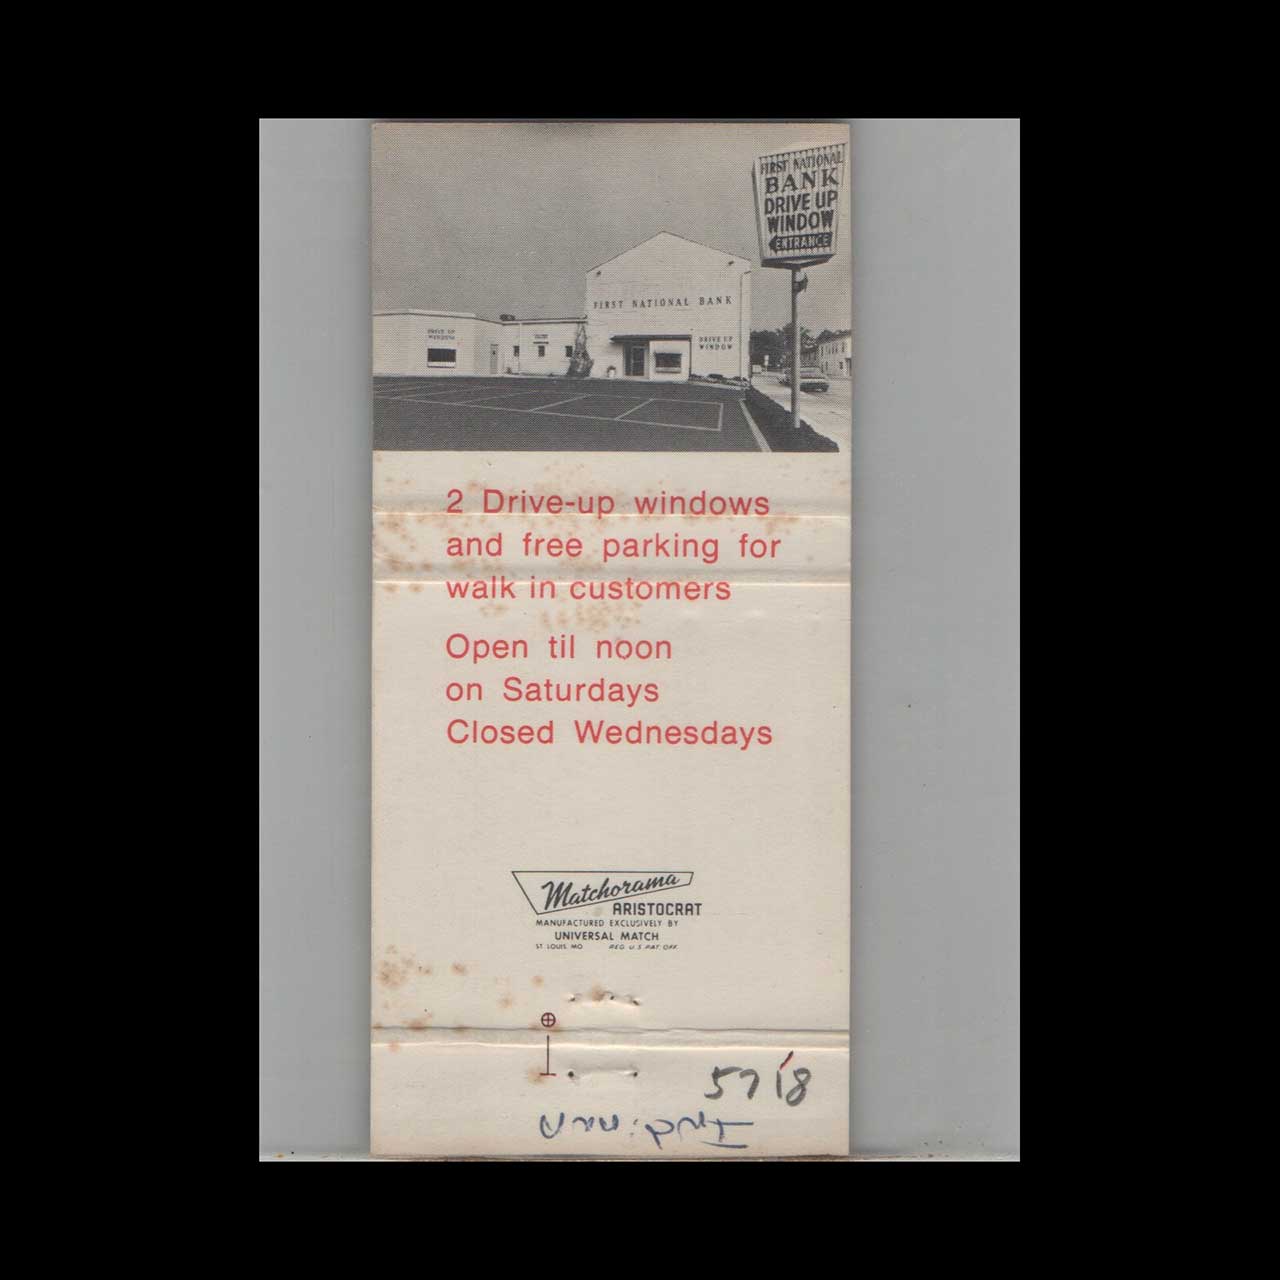 FIRST NATIONAL
BANK
DRIVE UP
WINDOW
ENTRANCE
FIRST NATIONAL BANK
DRIVE UP
WINDOW
DRIVE UP
WINDOW
2 Drive-up windows
and free parking for
walk in customers
Open til noon
on Saturdays
Closed Wednesdays
Matchorama
ARISTOCRAT
MANUFACTURED EXCLUSIVELY BY
UNIVERSAL MATCH
ST LOUIS MO REG U.S. PAT. OFF.
5718
Indiana